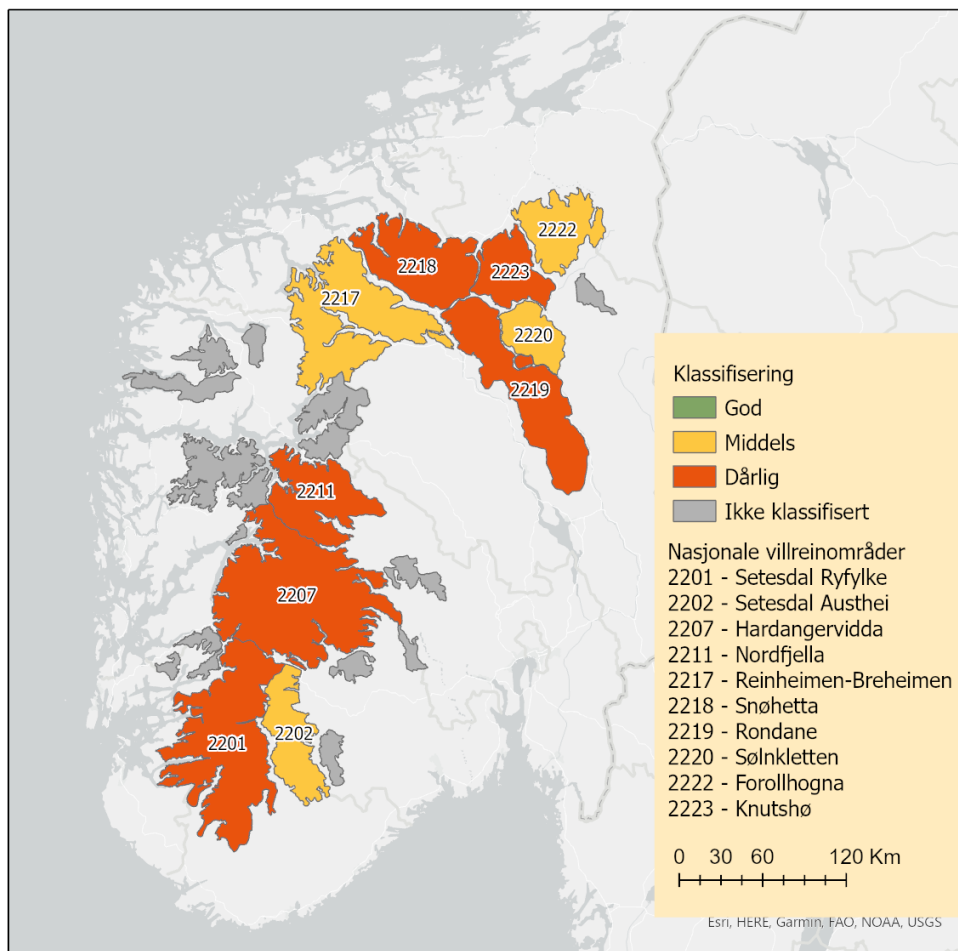 2222
2218
2223
2217
2220
2219
2211
2207
2202
2201
Klassifisering
God
Middels
Dårlig
Ikke klassifisert
Nasjonale villreinområder
2201 - Setesdal Ryfylke
2202 - Setesdal Austhei
2207 - Hardangervidda
2211 - Nordfjella
2217 - Reinheimen-Breheimen
2218 - Snøhetta
2219 - Rondane
2220 - Sølnkletten
2222 - Forollhogna
2223 - Knutshø
0 30 60 120 Km
Esri, HERE, Garmin, FAO, NOAA, USGS